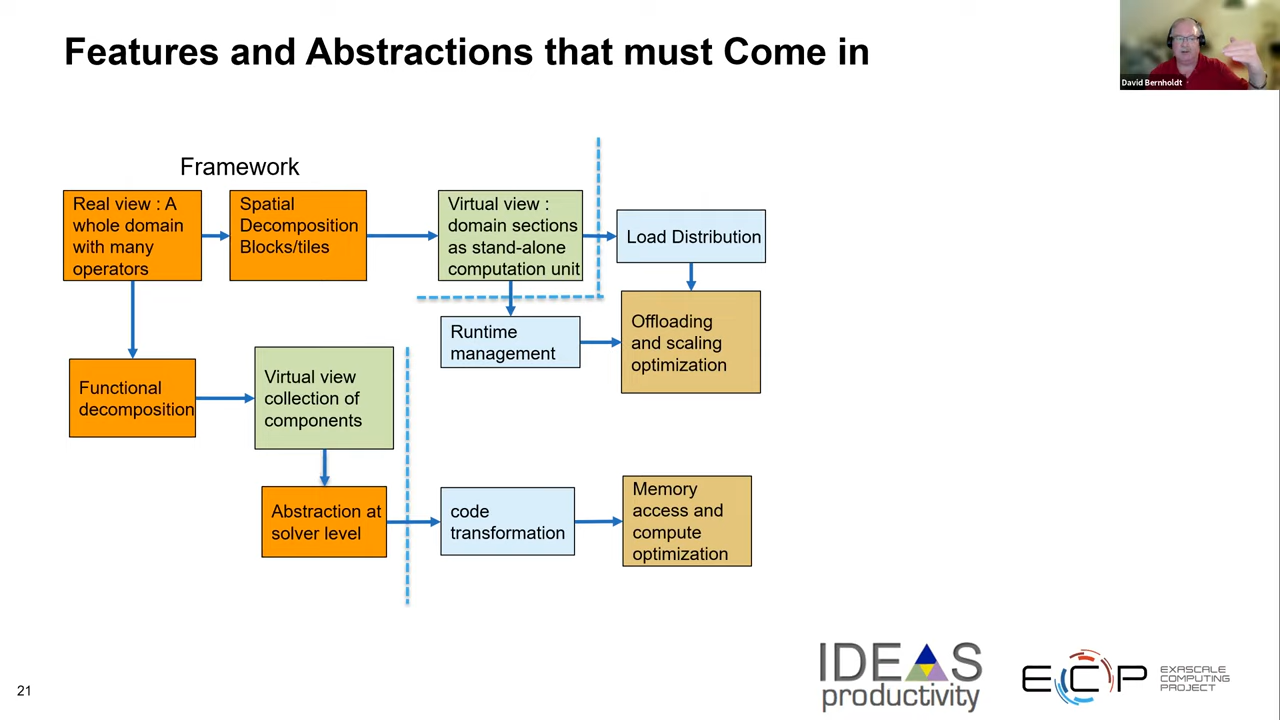 Features and Abstractions that must Come in
David Bernholdt
Framework
Real view : A
whole domain
with many
operators
Spatial
Decomposition
Blocks/tiles
Virtual view :
domain sections
as stand-alone
computation unit
Load Distribution
Runtime
management
Offloading
and scaling
optimization
Functional
decomposition
Virtual view
collection of
components
Abstraction at
solver level
code
transformation
Memory
access and
compute
optimization
21
IDEAS
productivity
ECP
EXASCALE
COMPUTING
PROJECT